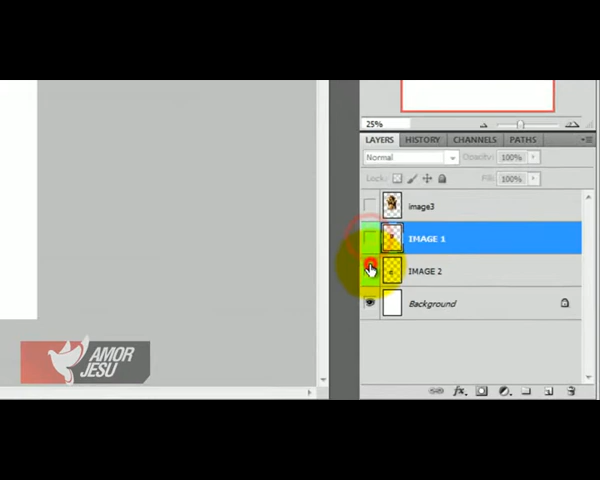 25%
LAYERS HISTORY CHANNELS PATHS
Normal Opacity: 100%
Lock: Fill: 100%
image3
IMAGE 1
IMAGE 2
Background
fx.
AMOR
JESU